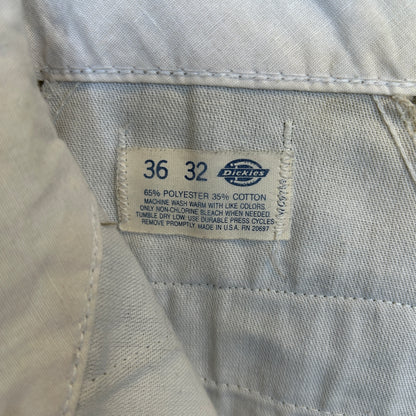 36 32 Dickies
65% POLYESTER 35% COTTON
MACHINE WASH WARM WITH LIKE COLORS
ONLY NON-CHLORINE BLEACH WHEN NEEDED
TUMBLE DRY LOW. USE DURABLE PRESS CYCLES
REMOVE PROMPTLY MADE IN U.S.A. RN 20697